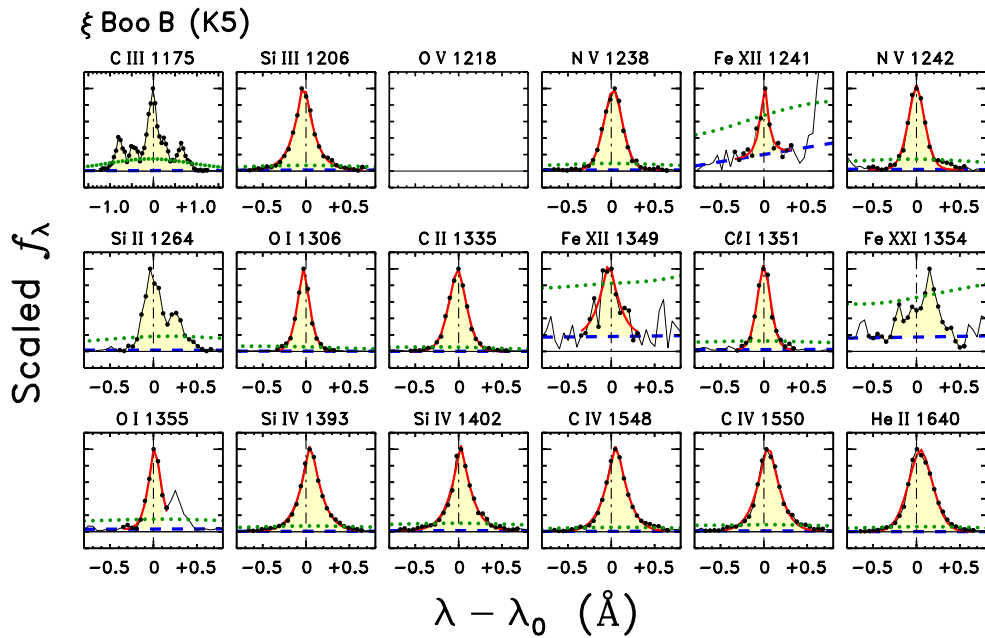 ξ Boo B (K5)
C III 1175 Si III 1206 O V 1218 N V 1238 Fe XII 1241 N V 1242
−1.0 0 +1.0 −0.5 0 +0.5 −0.5 0 +0.5 −0.5 0 +0.5 −0.5 0 +0.5 −0.5 0 +0.5
Si II 1264 O I 1306 C II 1335 Fe XII 1349 Cℓ I 1351 Fe XXI 1354
−0.5 0 +0.5 −0.5 0 +0.5 −0.5 0 +0.5 −0.5 0 +0.5 −0.5 0 +0.5 −0.5 0 +0.5
O I 1355 Si IV 1393 Si IV 1402 C IV 1548 C IV 1550 He II 1640
−0.5 0 +0.5 −0.5 0 +0.5 −0.5 0 +0.5 −0.5 0 +0.5 −0.5 0 +0.5 −0.5 0 +0.5
Scaled f_λ
λ − λ₀ (Å)